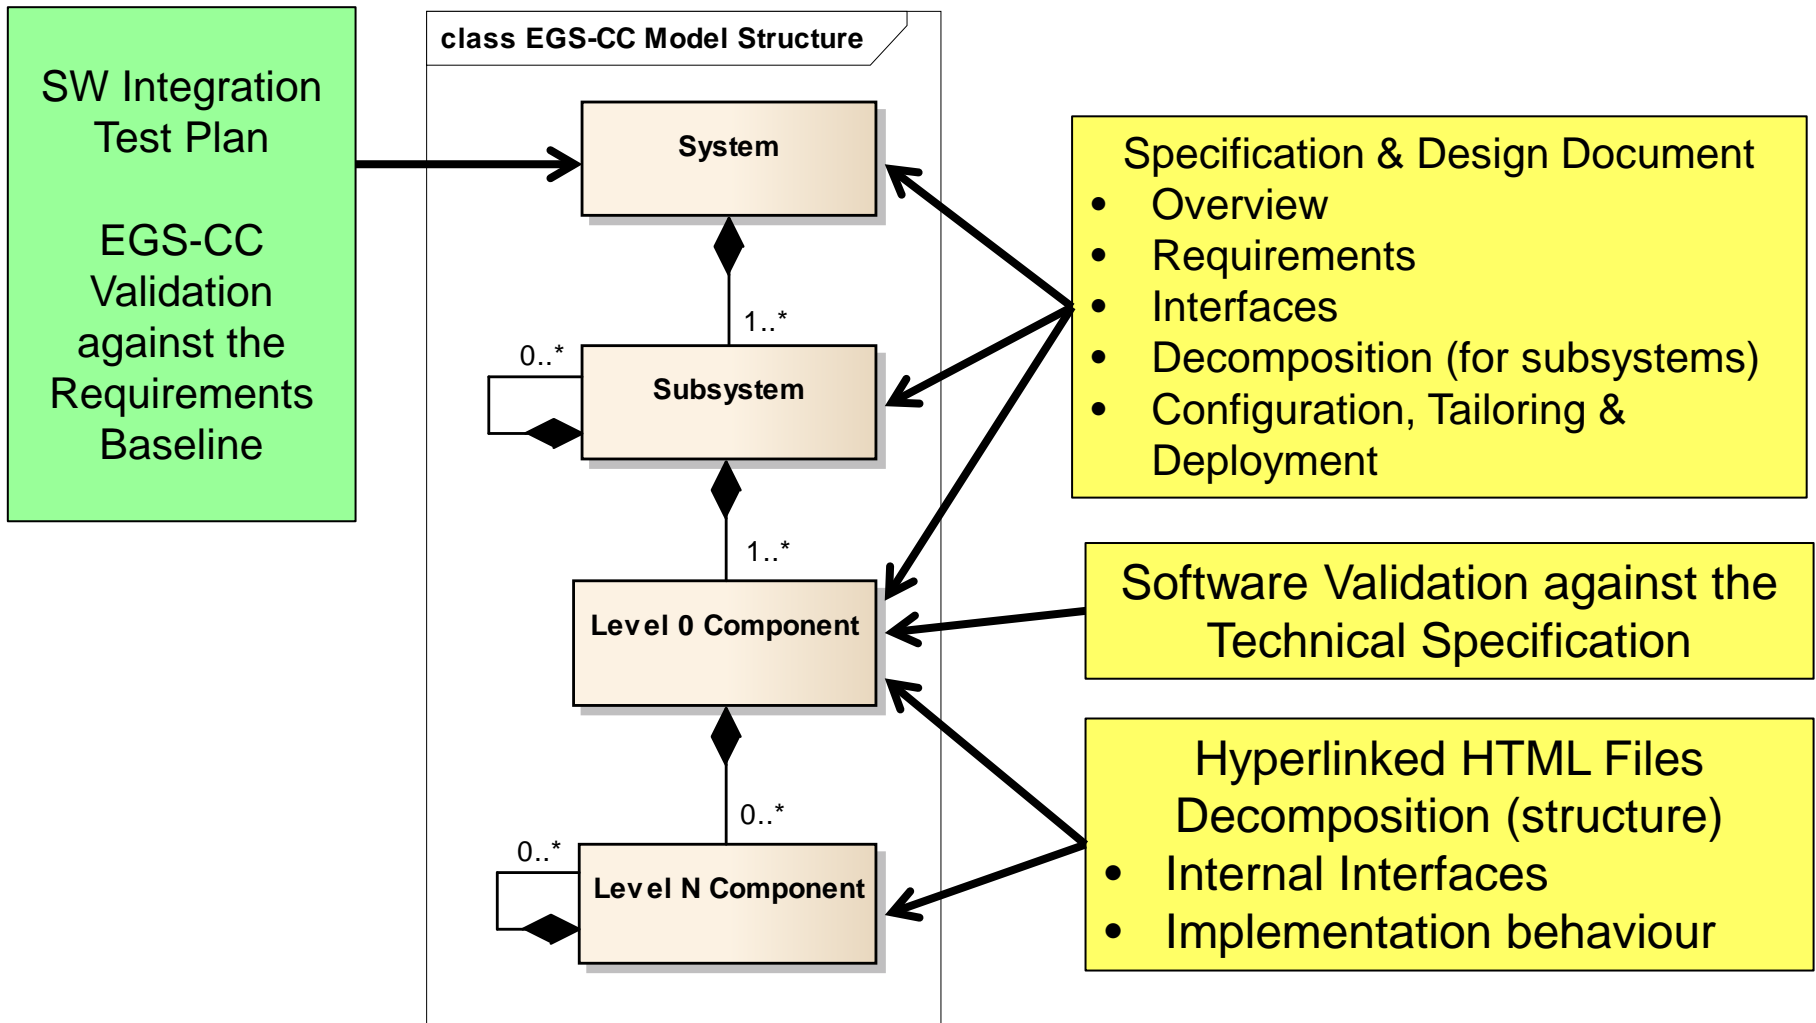 SW Integration
Test Plan
EGS-CC
Validation
against the
Requirements
Baseline
class EGS-CC Model Structure
System
1..*
0..*
Subsystem
1..*
Level 0 Component
0..*
0..*
Level N Component
Specification & Design Document
• Overview
• Requirements
• Interfaces
• Decomposition (for subsystems)
• Configuration, Tailoring &
Deployment
Software Validation against the
Technical Specification
Hyperlinked HTML Files
Decomposition (structure)
• Internal Interfaces
• Implementation behaviour